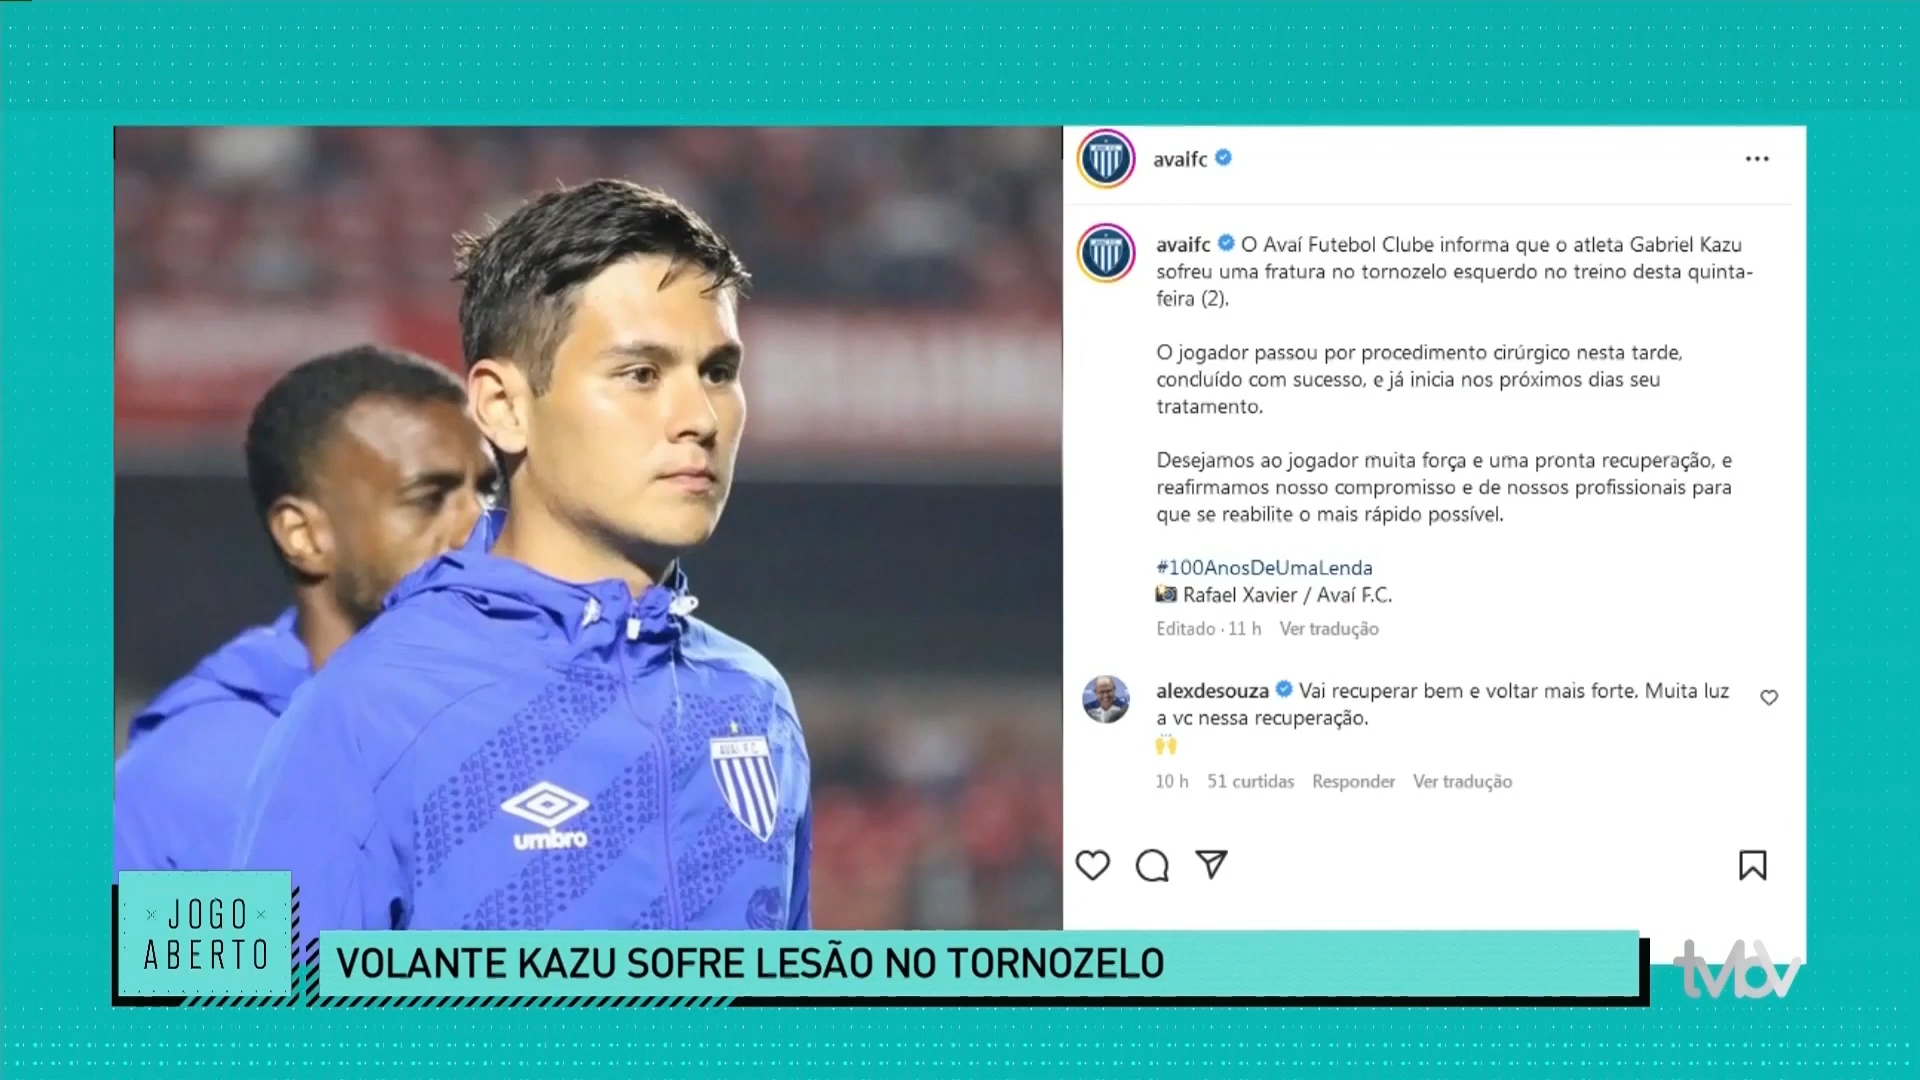 avaifc
avaifc O Avaí Futebol Clube informa que o atleta Gabriel Kazu
sofreu uma fratura no tornozelo esquerdo no treino desta quinta-
feira (2).
O jogador passou por procedimento cirúrgico nesta tarde,
concluído com sucesso, e já inicia nos próximos dias seu
tratamento.
Desejamos ao jogador muita força e uma pronta recuperação, e
reafirmamos nosso compromisso e de nossos profissionais para
que se reabilite o mais rápido possível.
#100AnosDeUmaLenda
📸 Rafael Xavier / Avaí F.C.
Editado · 11 h Ver tradução
alexdesouza Vai recuperar bem e voltar mais forte. Muita luz
a vc nessa recuperação.
🙌
10 h 51 curtidas Responder Ver tradução
AVAÍ F.C.
umbro
JOGO
ABERTO
VOLANTE KAZU SOFRE LESÃO NO TORNOZELO
tvbv